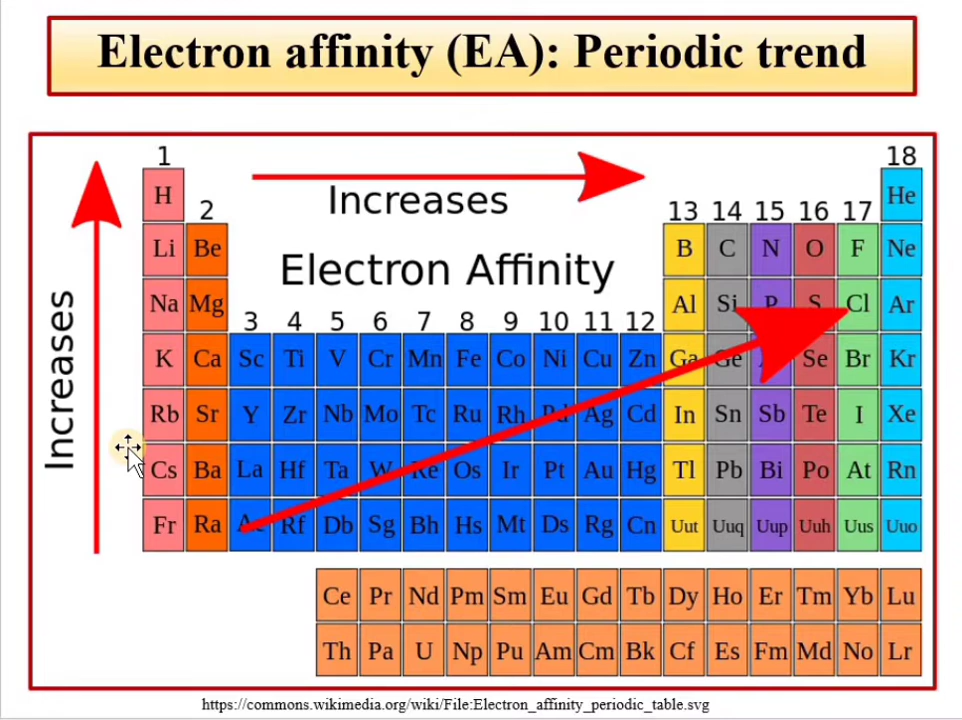 Electron affinity (EA): Periodic trend
1 18
H Increases He
2 13 14 15 16 17
Li Be B C N O F Ne
Electron Affinity
Na Mg Al Si P S Cl Ar
3 4 5 6 7 8 9 10 11 12
K Ca Sc Ti V Cr Mn Fe Co Ni Cu Zn Ga Ge Se Br Kr
Increases
Rb Sr Y Zr Nb Mo Tc Ru Rh Pd Ag Cd In Sn Sb Te I Xe
Cs Ba La Hf Ta W Re Os Ir Pt Au Hg Tl Pb Bi Po At Rn
Fr Ra Ac Rf Db Sg Bh Hs Mt Ds Rg Cn Uut Uuq Uup Uuh Uus Uuo
Ce Pr Nd Pm Sm Eu Gd Tb Dy Ho Er Tm Yb Lu
Th Pa U Np Pu Am Cm Bk Cf Es Fm Md No Lr
https://commons.wikimedia.org/wiki/File:Electron_affinity_periodic_table.svg